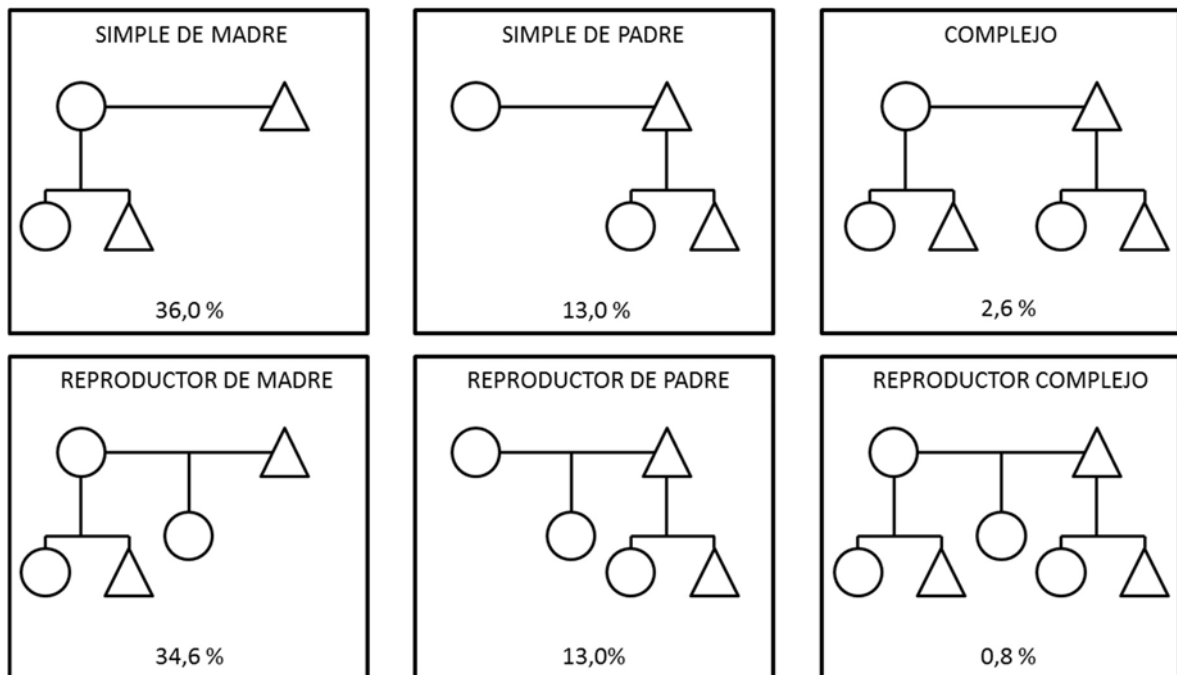 SIMPLE DE MADRE
36,0 %
SIMPLE DE PADRE
13,0 %
COMPLEJO
2,6 %
REPRODUCTOR DE MADRE
34,6 %
REPRODUCTOR DE PADRE
13,0%
REPRODUCTOR COMPLEJO
0,8 %